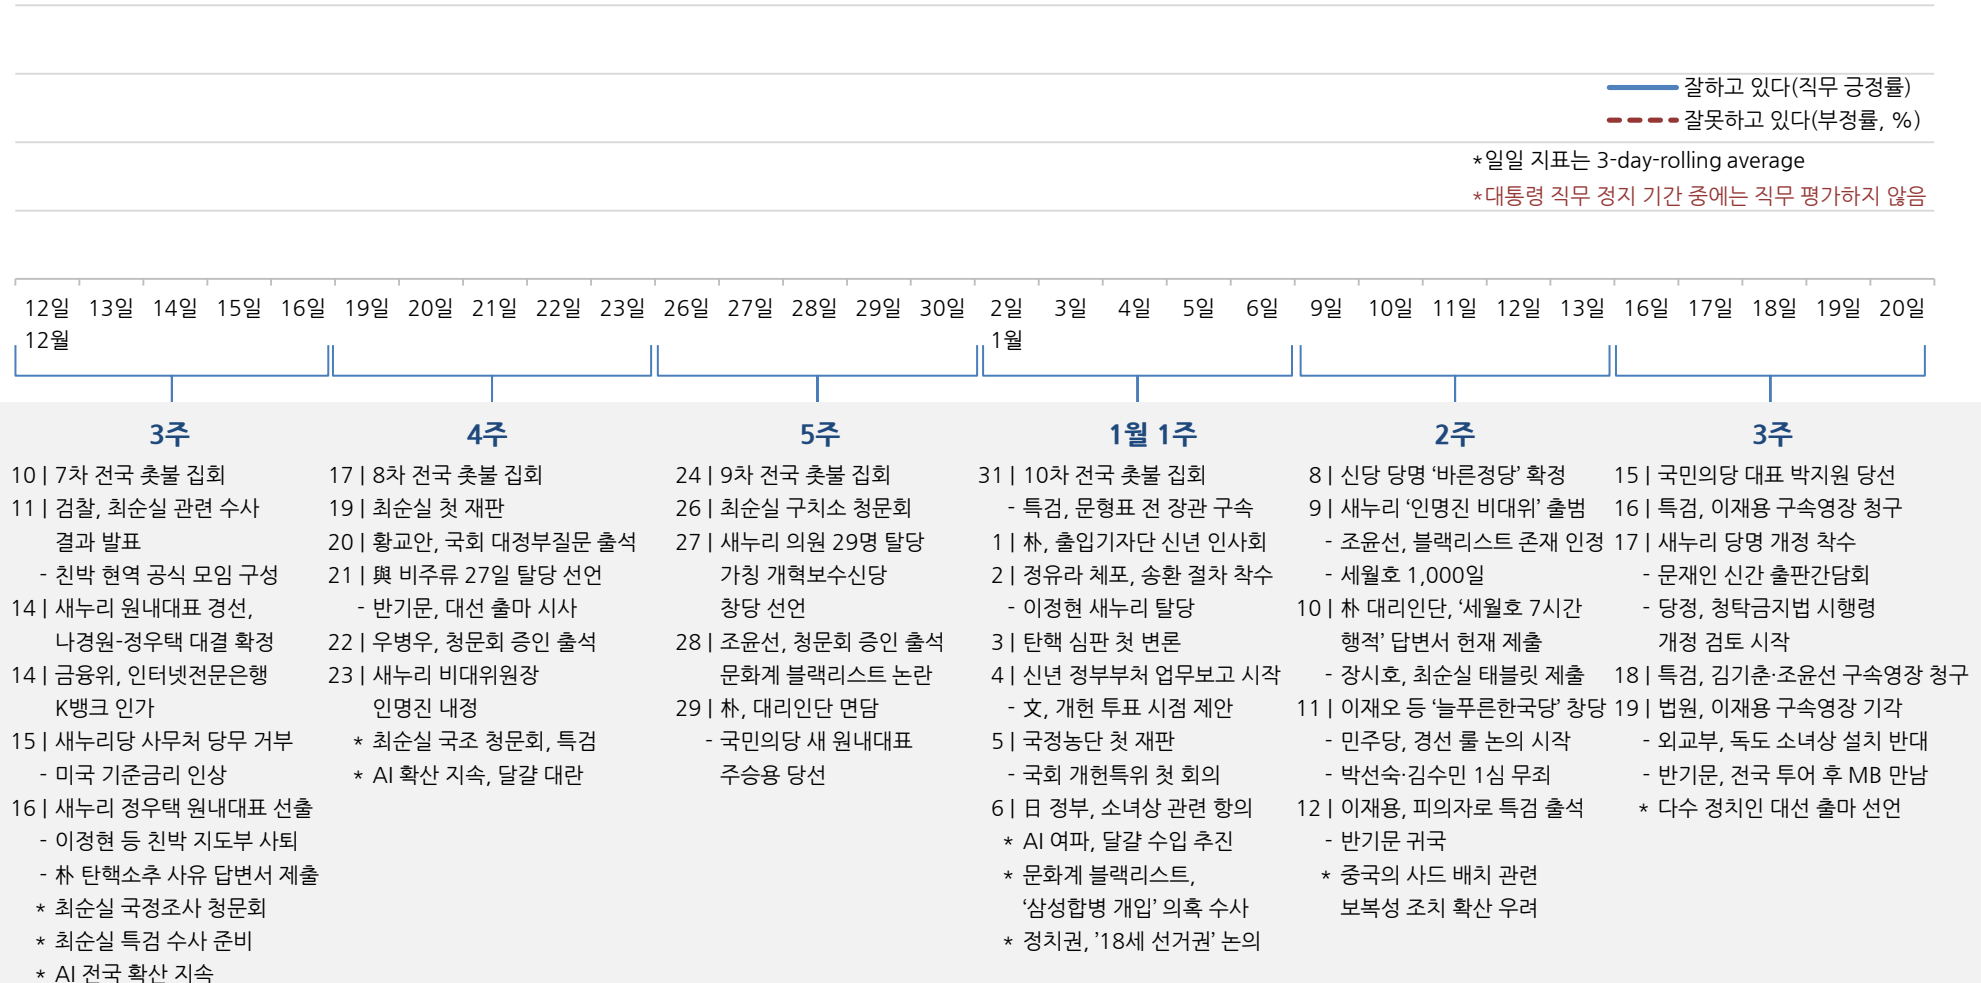 잘하고 있다(직무 긍정률)
잘못하고 있다(부정률, %)
*일일 지표는 3-day-rolling average
*대통령 직무 정지 기간 중에는 직무 평가하지 않음
12일 13일 14일 15일 16일 19일 20일 21일 22일 23일 26일 27일 28일 29일 30일 2일 3일 4일 5일 6일 9일 10일 11일 12일 13일 16일 17일 18일 19일 20일
12월 1월
3주
10 | 7차 전국 촛불 집회
11 | 검찰, 최순실 관련 수사
결과 발표
- 친박 현역 공식 모임 구성
14 | 새누리 원내대표 경선,
나경원-정우택 대결 확정
14 | 금융위, 인터넷전문은행
K뱅크 인가
15 | 새누리당 사무처 당무 거부
- 미국 기준금리 인상
16 | 새누리 정우택 원내대표 선출
- 이정현 등 친박 지도부 사퇴
- 朴 탄핵소추 사유 답변서 제출
* 최순실 국정조사 청문회
* 최순실 특검 수사 준비
* AI 전국 확산 지속
4주
17 | 8차 전국 촛불 집회
19 | 최순실 첫 재판
20 | 황교안, 국회 대정부질문 출석
21 | 與 비주류 27일 탈당 선언
- 반기문, 대선 출마 시사
22 | 우병우, 청문회 증인 출석
23 | 새누리 비대위원장
인명진 내정
* 최순실 국조 청문회, 특검
* AI 확산 지속, 달걀 대란
5주
24 | 9차 전국 촛불 집회
26 | 최순실 구치소 청문회
27 | 새누리 의원 29명 탈당
가칭 개혁보수신당
창당 선언
28 | 조윤선, 청문회 증인 출석
문화계 블랙리스트 논란
29 | 朴, 대리인단 면담
- 국민의당 새 원내대표
주승용 당선
1월 1주
31 | 10차 전국 촛불 집회
- 특검, 문형표 전 장관 구속
1 | 朴, 출입기자단 신년 인사회
2 | 정유라 체포, 송환 절차 착수
- 이정현 새누리 탈당
3 | 탄핵 심판 첫 변론
4 | 신년 정부부처 업무보고 시작
- 文, 개헌 투표 시점 제안
5 | 국정농단 첫 재판
- 국회 개헌특위 첫 회의
6 | 日 정부, 소녀상 관련 항의
* AI 여파, 달걀 수입 추진
* 문화계 블랙리스트,
‘삼성합병 개입’ 의혹 수사
* 정치권, ’18세 선거권’ 논의
2주
8 | 신당 당명 ‘바른정당’ 확정
9 | 새누리 ‘인명진 비대위’ 출범
- 조윤선, 블랙리스트 존재 인정
- 세월호 1,000일
10 | 朴 대리인단, ‘세월호 7시간
행적’ 답변서 헌재 제출
- 장시호, 최순실 태블릿 제출
11 | 이재오 등 ‘늘푸른한국당’ 창당
- 민주당, 경선 룰 논의 시작
- 박선숙·김수민 1심 무죄
12 | 이재용, 피의자로 특검 출석
- 반기문 귀국
* 중국의 사드 배치 관련
보복성 조치 확산 우려
3주
15 | 국민의당 대표 박지원 당선
16 | 특검, 이재용 구속영장 청구
17 | 새누리 당명 개정 착수
- 문재인 신간 출판간담회
- 당정, 청탁금지법 시행령
개정 검토 시작
18 | 특검, 김기춘·조윤선 구속영장 청구
19 | 법원, 이재용 구속영장 기각
- 외교부, 독도 소녀상 설치 반대
- 반기문, 전국 투어 후 MB 만남
* 다수 정치인 대선 출마 선언